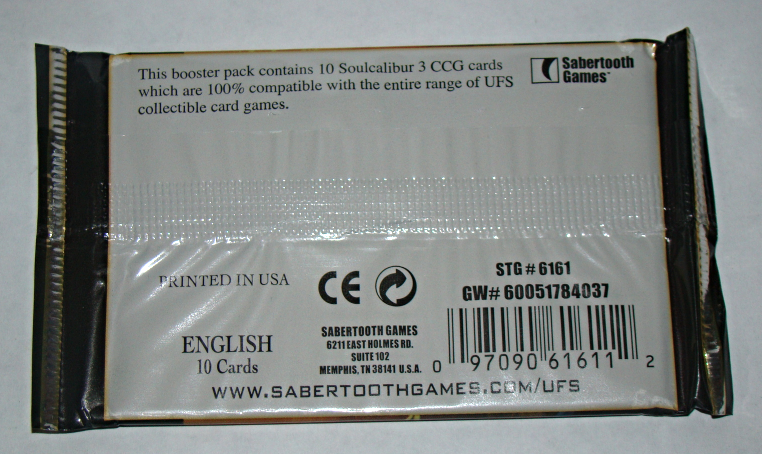 This booster pack contains 10 Soulcalibur 3 CCG cards
which are 100% compatible with the entire range of UFS
collectible card games.
Sabertooth
Games™
PRINTED IN USA
CE
STG # 6161
GW# 60051784037
ENGLISH
10 Cards
SABERTOOTH GAMES
6211 EAST HOLMES RD.
SUITE 102
MEMPHIS, TN 38141 U.S.A.
0 97090 61611 2
WWW.SABERTOOTHGAMES.COM/UFS